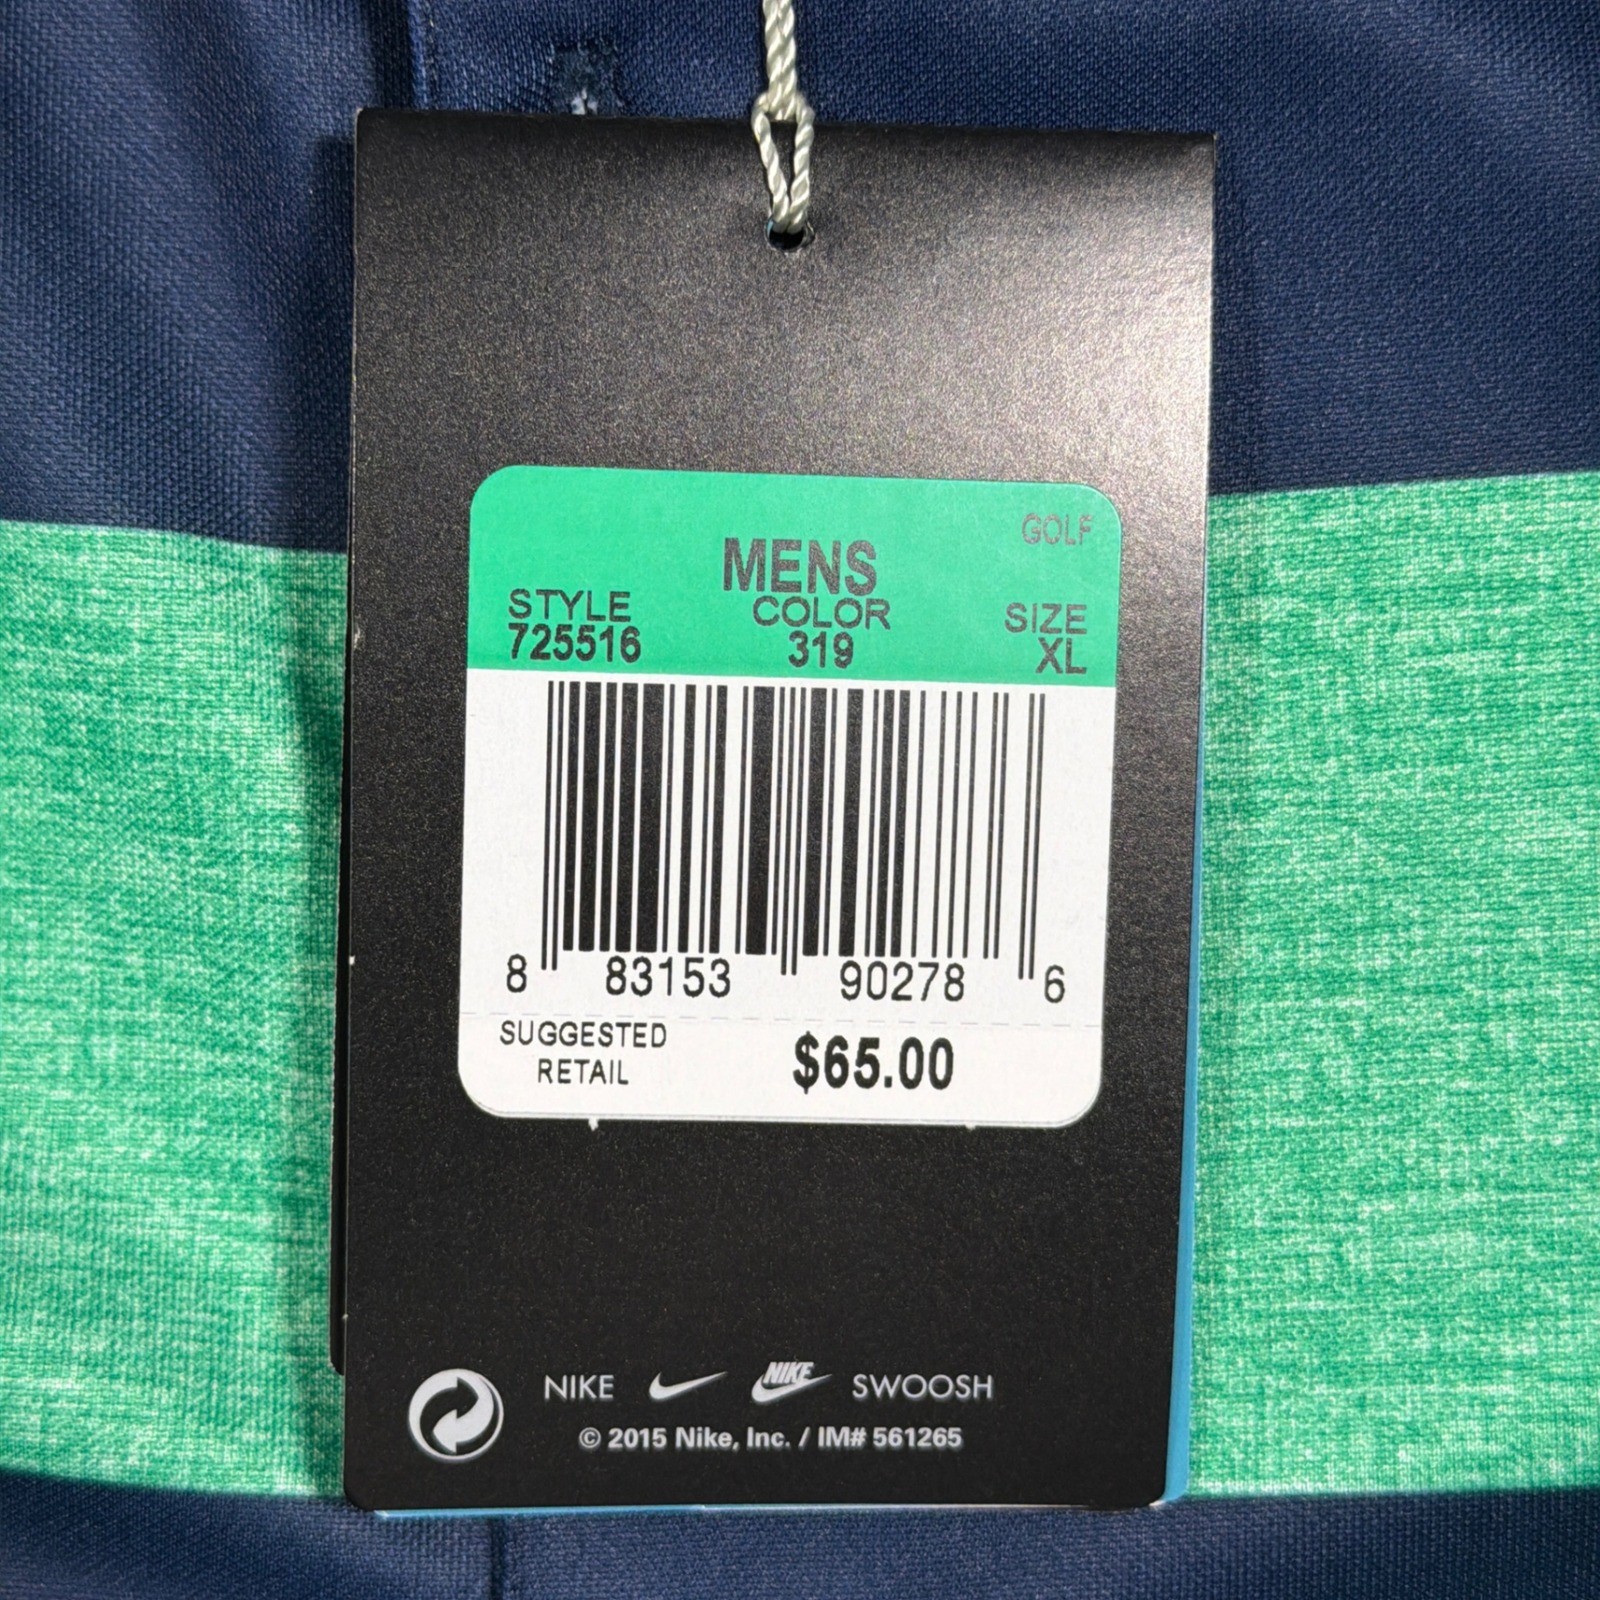 GOLF
MENS
STYLE COLOR SIZE
725516 319 XL
8 83153 90278 6
SUGGESTED
RETAIL $65.00
NIKE NIKE SWOOSH
© 2015 Nike, Inc. / IM# 561265